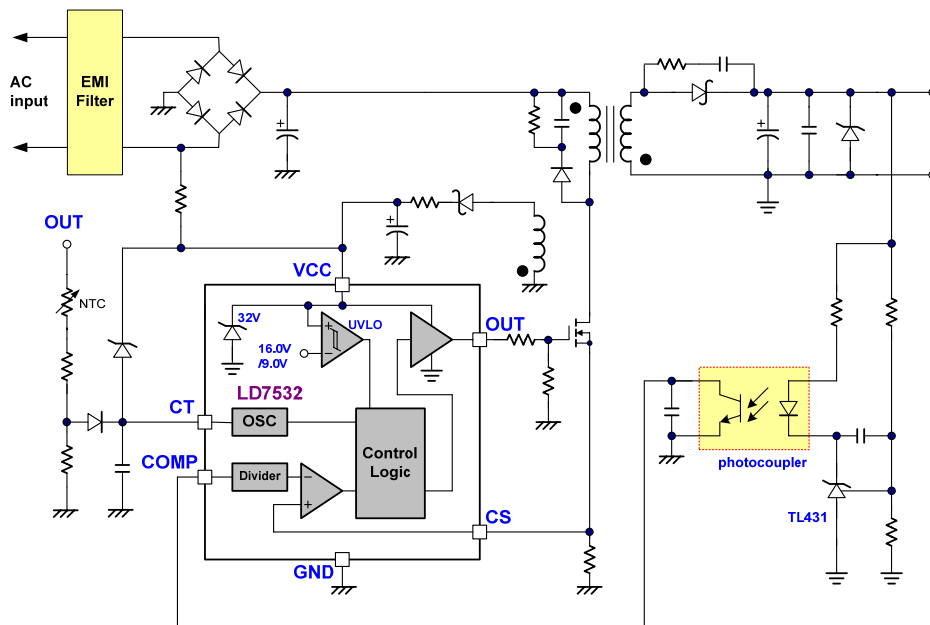 AC
input
EMI
Filter
OUT
NTC
VCC
32V
UVLO
16.0V
/9.0V
OUT
LD7532
CT
OSC
COMP
Divider
Control
Logic
CS
GND
photocoupler
TL431
+
+
+
+
−
−
+